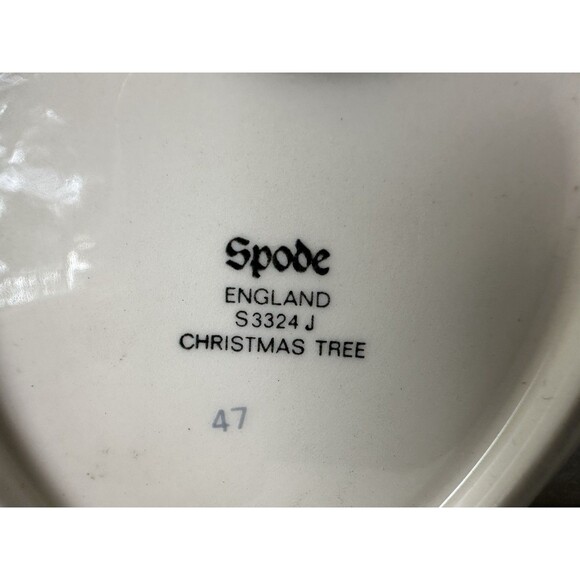 Spode
ENGLAND
S3324 J
CHRISTMAS TREE
47